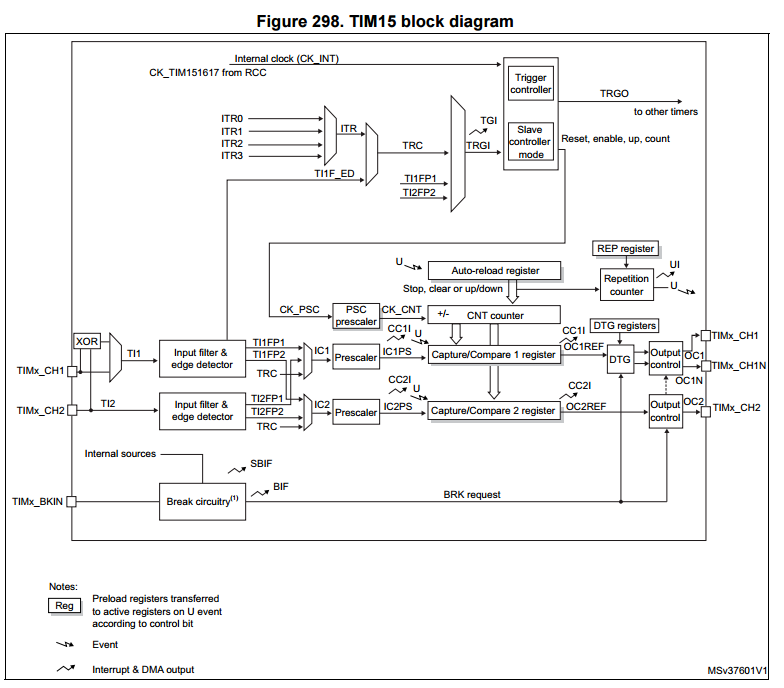 Figure 298. TIM15 block diagram
Internal clock (CK_INT)
CK_TIM151617 from RCC
Trigger
controller
TRGO
to other timers
ITR0
ITR1
ITR2
ITR3
ITR
TRC
TGI
TRGI
Slave
controller
mode
Reset, enable, up, count
TI1F_ED
TI1FP1
TI2FP2
REP register
U
Auto-reload register
UI
Repetition
counter
U
Stop, clear or up/down
CK_PSC
PSC
prescaler
CK_CNT
+/-
CNT counter
DTG registers
XOR
TI1
Input filter &
edge detector
TI1FP1
TI1FP2
TRC
IC1
Prescaler
CC1I
U
IC1PS
Capture/Compare 1 register
CC1I
OC1REF
DTG
Output
control
OC1
OC1N
TIMx_CH1
TIMx_CH1N
TIMx_CH1
TIMx_CH2
TI2
Input filter &
edge detector
TI2FP1
TI2FP2
TRC
IC2
Prescaler
CC2I
U
IC2PS
Capture/Compare 2 register
CC2I
OC2REF
Output
control
OC2
TIMx_CH2
Internal sources
SBIF
BIF
TIMx_BKIN
Break circuitry(1)
BRK request
Notes:
Reg
Preload registers transferred
to active registers on U event
according to control bit
Event
Interrupt & DMA output
MSv37601V1